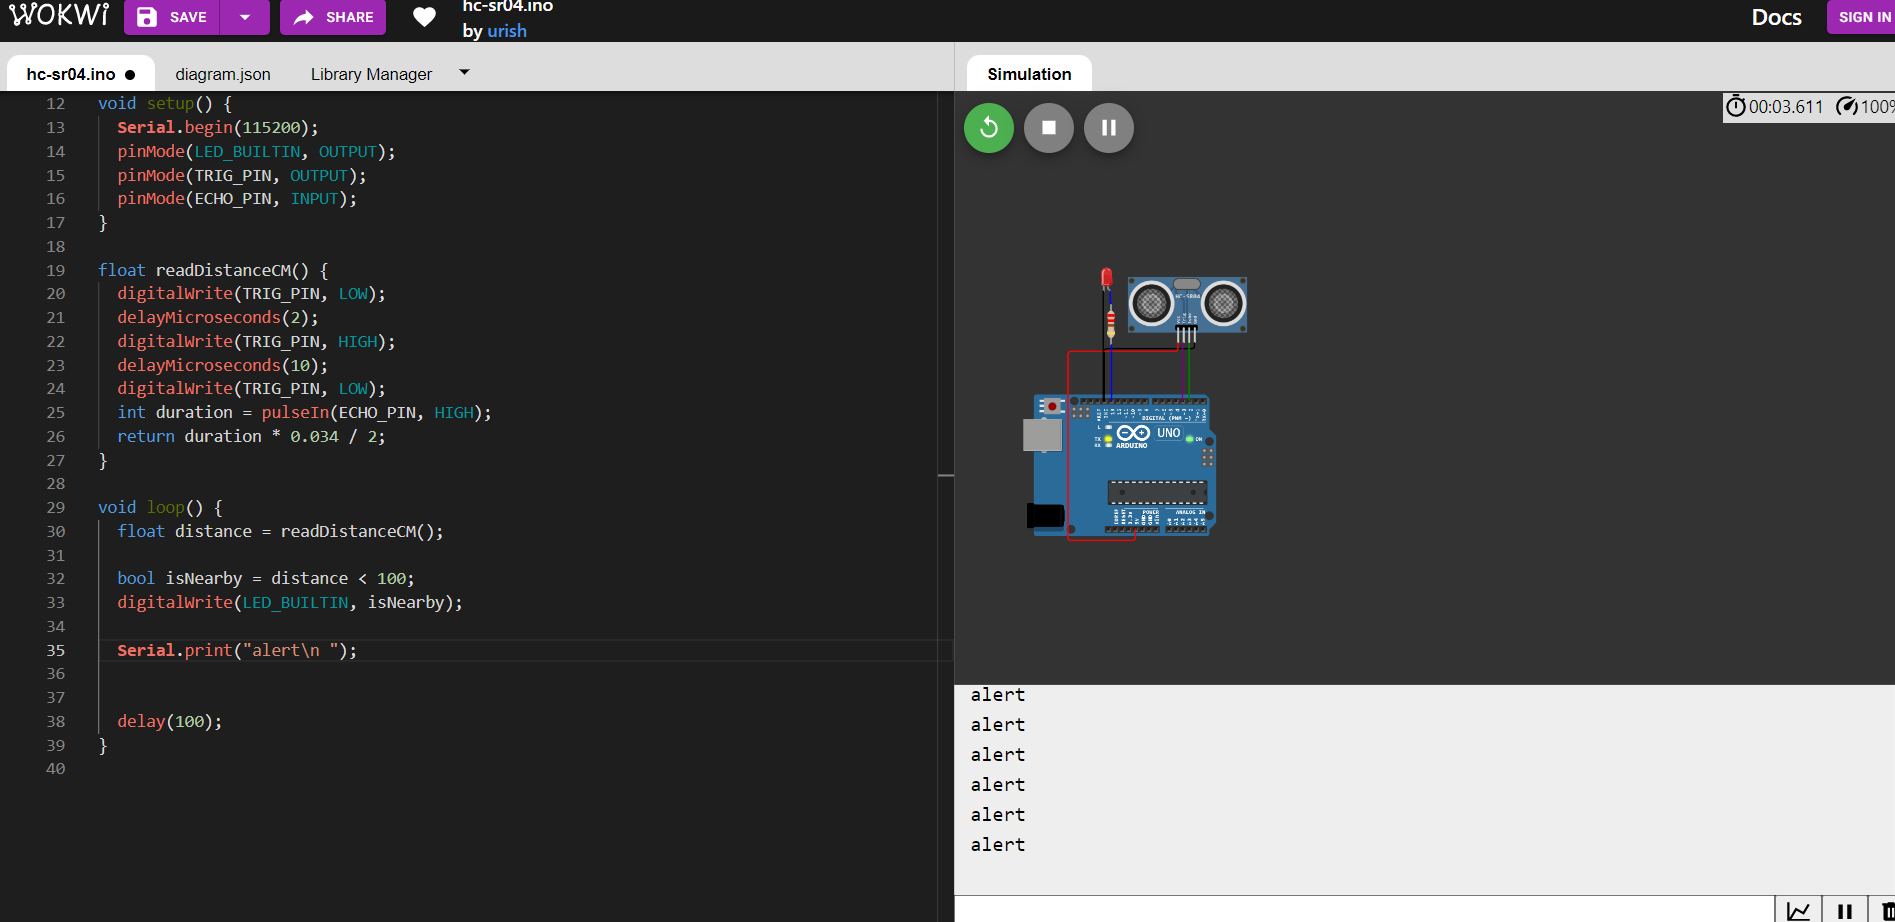 WOKWi
SAVE
SHARE
hc-sr04.ino
by urish
Docs
SIGN IN
hc-sr04.ino
diagram.json
Library Manager
Simulation
12 void setup() {
13 Serial.begin(115200);
14 pinMode(LED_BUILTIN, OUTPUT);
15 pinMode(TRIG_PIN, OUTPUT);
16 pinMode(ECHO_PIN, INPUT);
17 }
18
19 float readDistanceCM() {
20 digitalWrite(TRIG_PIN, LOW);
21 delayMicroseconds(2);
22 digitalWrite(TRIG_PIN, HIGH);
23 delayMicroseconds(10);
24 digitalWrite(TRIG_PIN, LOW);
25 int duration = pulseIn(ECHO_PIN, HIGH);
26 return duration * 0.034 / 2;
27 }
28
29 void loop() {
30 float distance = readDistanceCM();
31
32 bool isNearby = distance < 100;
33 digitalWrite(LED_BUILTIN, isNearby);
34
35 Serial.print("alert\n ");
36
37
38 delay(100);
39 }
40
00:03.611 100%
HC-SR04
DIGITAL (PWM ~)
L
TX
RX
UNO
ON
ARDUINO
POWER
ANALOG IN
alert
alert
alert
alert
alert
alert